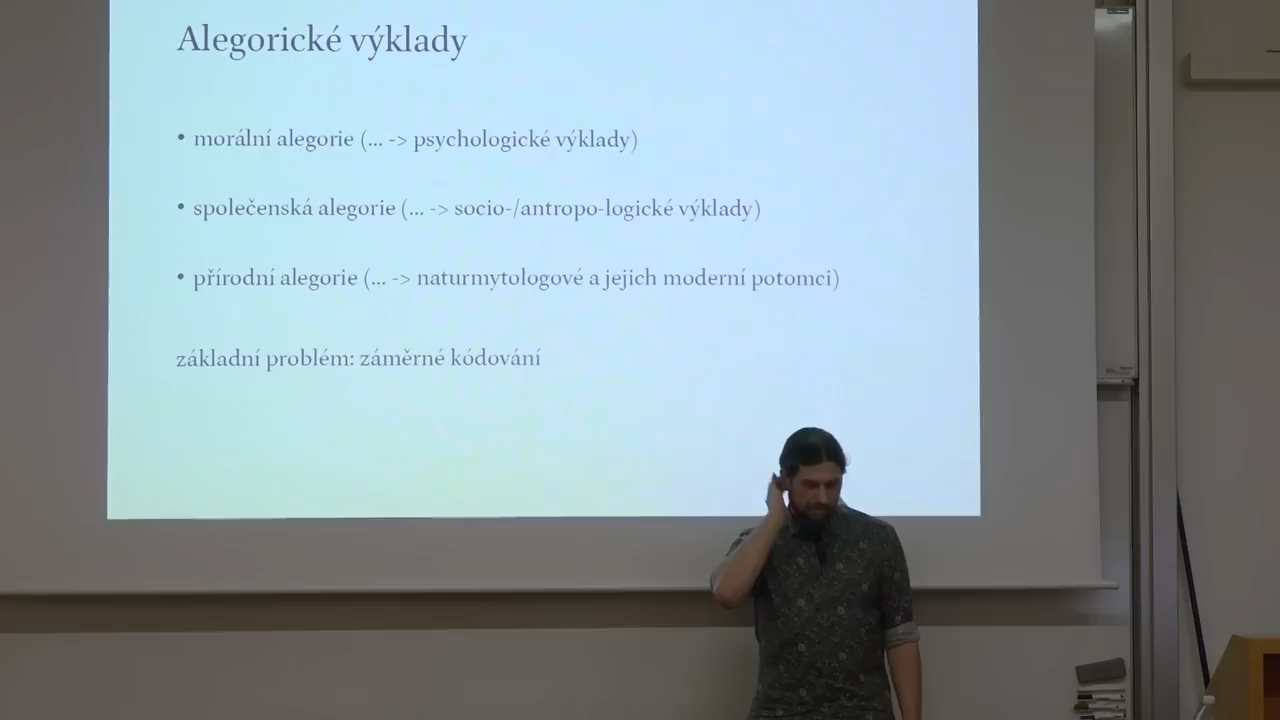 Alegorické výklady
• morální alegorie (... -> psychologické výklady)
• společenská alegorie (... -> socio-/antropo-logické výklady)
• přírodní alegorie (... -> naturmytologové a jejich moderní potomci)
základní problém: záměrné kódování